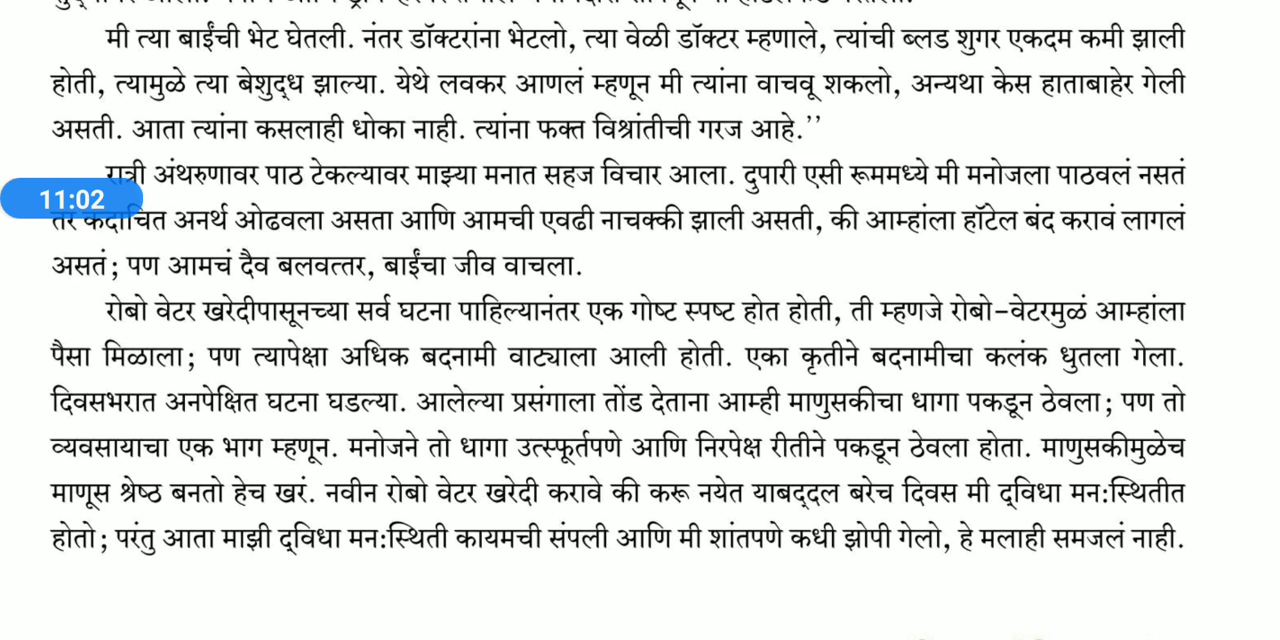 मी त्या बाईंची भेट घेतली. नंतर डॉक्टरांना भेटलो, त्या वेळी डॉक्टर म्हणाले, त्यांची ब्लड शुगर एकदम कमी झाली
होती, त्यामुळे त्या बेशुद्ध झाल्या. येथे लवकर आणलं म्हणून मी त्यांना वाचवू शकलो, अन्यथा केस हाताबाहेर गेली
असती. आता त्यांना कसलाही धोका नाही. त्यांना फक्त विश्रांतीची गरज आहे.’’
रात्री अंथरुणावर पाठ टेकल्यावर माझ्या मनात सहज विचार आला. दुपारी एसी रूममध्ये मी मनोजला पाठवलं नसतं
11:02
तर कदाचित अनर्थ ओढवला असता आणि आमची एवढी नाचक्की झाली असती, की आम्हांला हॉटेल बंद करावं लागलं
असतं; पण आमचं दैव बलवत्तर, बाईंचा जीव वाचला.
रोबो वेटर खरेदीपासूनच्या सर्व घटना पाहिल्यानंतर एक गोष्ट स्पष्ट होत होती, ती म्हणजे रोबो-वेटरमुळं आम्हांला
पैसा मिळाला; पण त्यापेक्षा अधिक बदनामी वाट्याला आली होती. एका कृतीने बदनामीचा कलंक धुतला गेला.
दिवसभरात अनपेक्षित घटना घडल्या. आलेल्या प्रसंगाला तोंड देताना आम्ही माणुसकीचा धागा पकडून ठेवला; पण तो
व्यवसायाचा एक भाग म्हणून. मनोजने तो धागा उत्स्फूर्तपणे आणि निरपेक्ष रीतीने पकडून ठेवला होता. माणुसकीमुळेच
माणूस श्रेष्ठ बनतो हेच खरं. नवीन रोबो वेटर खरेदी करावे की करू नयेत याबद्दल बरेच दिवस मी द्विधा मन:स्थितीत
होतो; परंतु आता माझी द्विधा मन:स्थिती कायमची संपली आणि मी शांतपणे कधी झोपी गेलो, हे मलाही समजलं नाही.